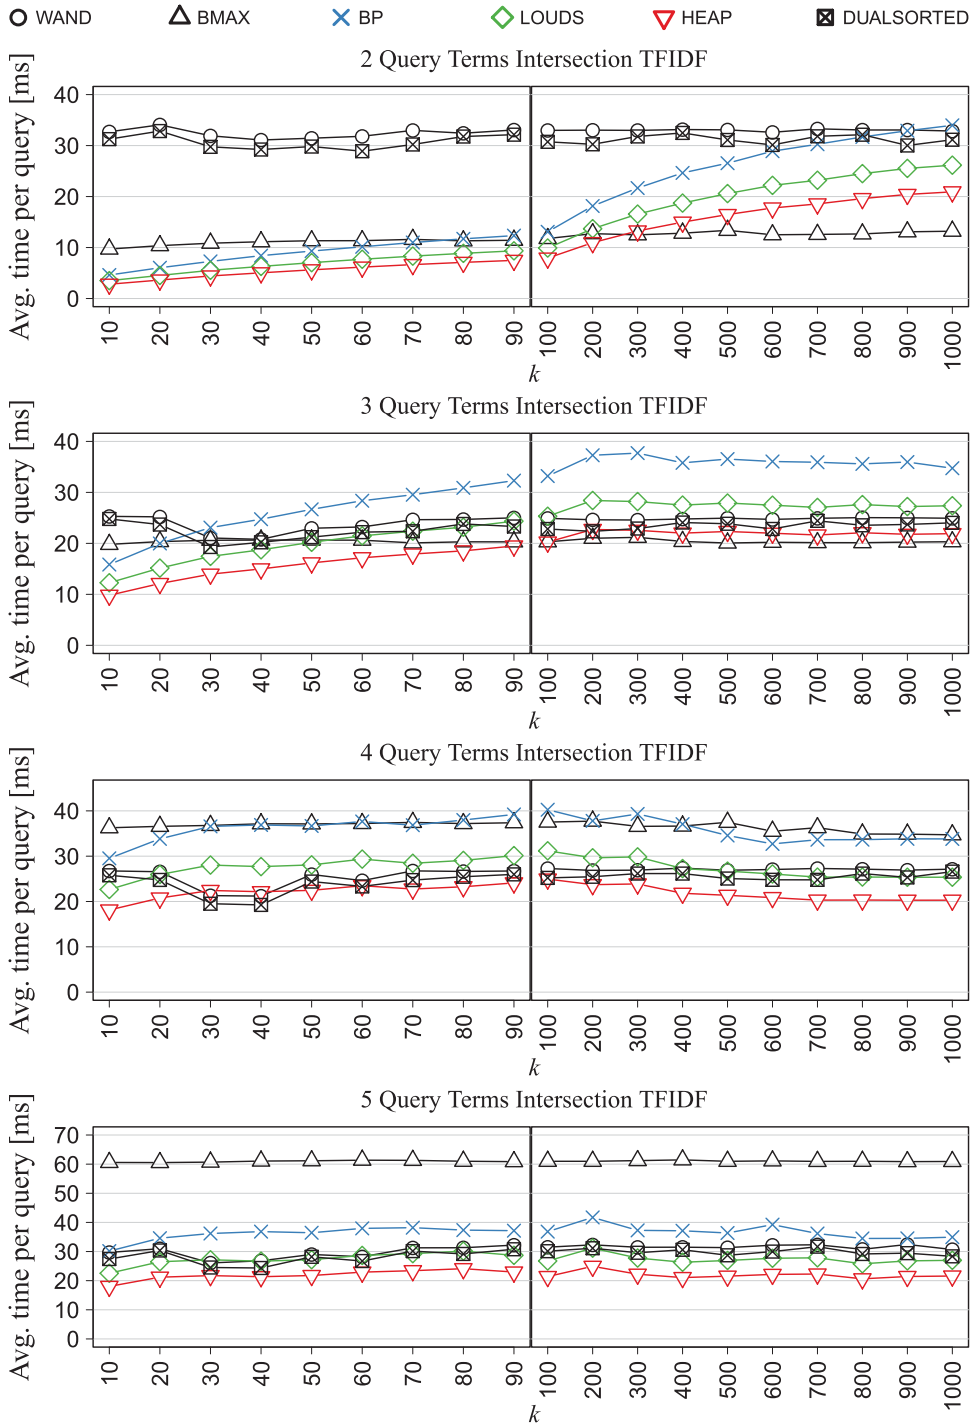 WAND BMAX BP LOUDS HEAP DUALSORTED
2 Query Terms Intersection TFIDF
Avg. time per query [ms]
40
30
20
10
0
10 20 30 40 50 60 70 80 90 100 200 300 400 500 600 700 800 900 1000
k
3 Query Terms Intersection TFIDF
Avg. time per query [ms]
40
30
20
10
0
10 20 30 40 50 60 70 80 90 100 200 300 400 500 600 700 800 900 1000
k
4 Query Terms Intersection TFIDF
Avg. time per query [ms]
40
30
20
10
0
10 20 30 40 50 60 70 80 90 100 200 300 400 500 600 700 800 900 1000
k
5 Query Terms Intersection TFIDF
Avg. time per query [ms]
70
60
50
40
30
20
10
0
10 20 30 40 50 60 70 80 90 100 200 300 400 500 600 700 800 900 1000
k